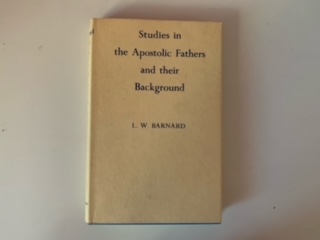 Studies in
the Apostolic Fathers
and their
Background
L. W. BARNARD